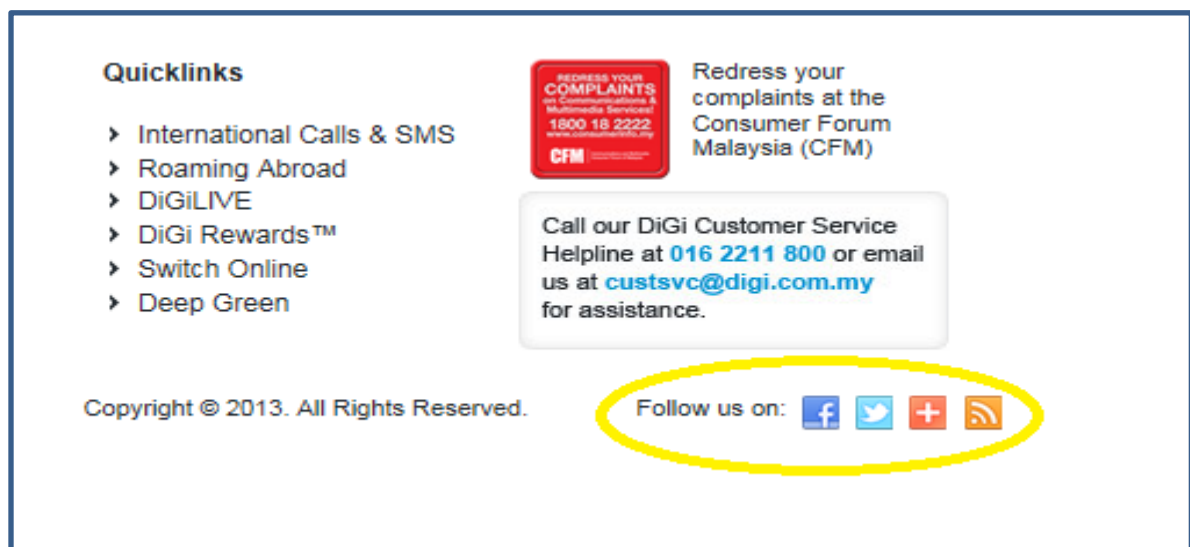 Quicklinks
International Calls & SMS
Roaming Abroad
DiGiLIVE
DiGi Rewards™
Switch Online
Deep Green
REDRESS YOUR
COMPLAINTS
on Communications &
Multimedia Services!
1800 18 2222
www.consumerinfo.my
CFM
Redress your
complaints at the
Consumer Forum
Malaysia (CFM)
Call our DiGi Customer Service
Helpline at 016 2211 800 or email
us at custsvc@digi.com.my
for assistance.
Copyright © 2013. All Rights Reserved.
Follow us on: